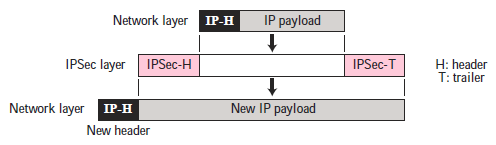 Network layer IP-H IP payload
IPSec layer IPSec-H IPSec-T H: header
T: trailer
Network layer IP-H New IP payload
New header